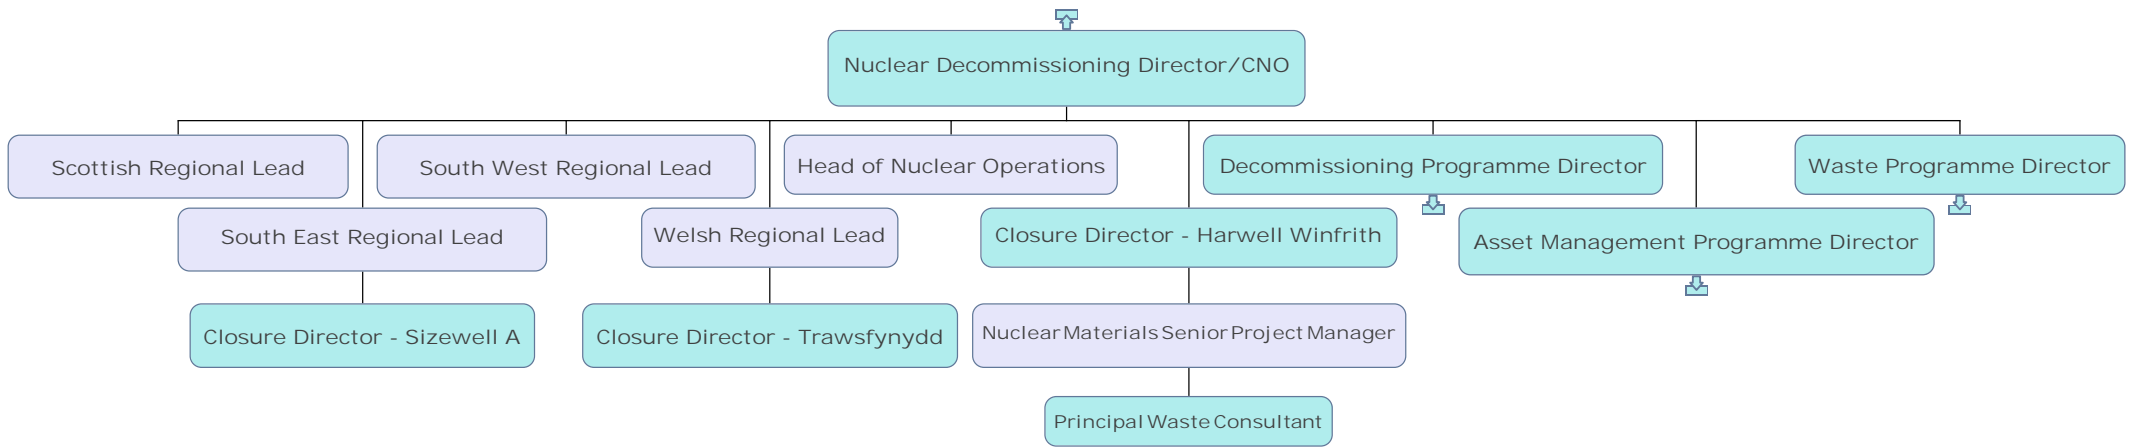 Nuclear Decommissioning Director/CNO
Scottish Regional Lead
South West Regional Lead
Head of Nuclear Operations
Decommissioning Programme Director
Waste Programme Director
South East Regional Lead
Welsh Regional Lead
Closure Director - Harwell Winfrith
Asset Management Programme Director
Closure Director - Sizewell A
Closure Director - Trawsfynydd
Nuclear Materials Senior Project Manager
Principal Waste Consultant